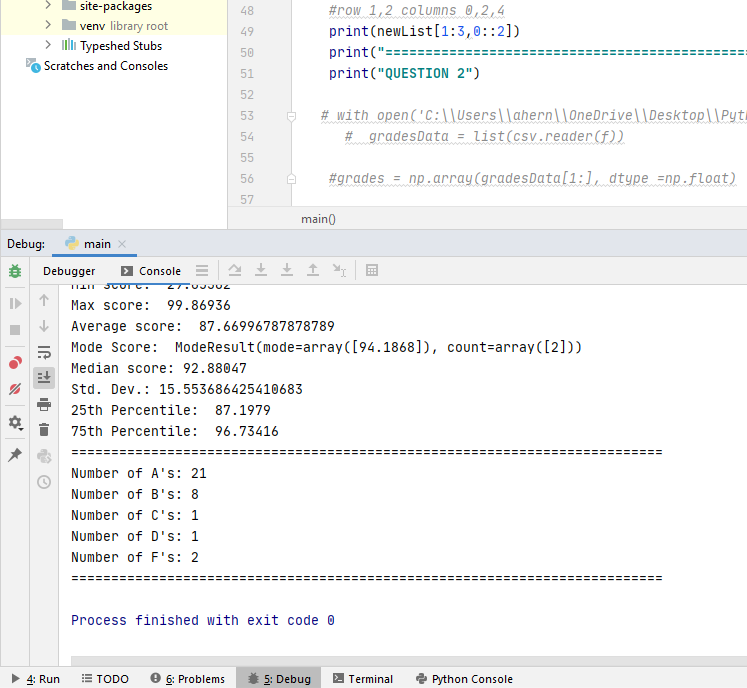 site-packages
venv library root
Typeshed Stubs
Scratches and Consoles
48 #row 1,2 columns 0,2,4
49 print(newList[1:3,0::2])
50 print("=============================================
51 print("QUESTION 2")
52
53 # with open('C:\\Users\\ahern\\OneDrive\\Desktop\\Pyt
54 # gradesData = list(csv.reader(f))
55
56 #grades = np.array(gradesData[1:], dtype =np.float)
57
main()
Debug: main
Debugger Console
Min score: 29.85582
Max score: 99.86936
Average score: 87.66996787878789
Mode Score: ModeResult(mode=array([94.1868]), count=array([2]))
Median score: 92.88047
Std. Dev.: 15.553686425410683
25th Percentile: 87.1979
75th Percentile: 96.73416
==========================================================================
Number of A's: 21
Number of B's: 8
Number of C's: 1
Number of D's: 1
Number of F's: 2
==========================================================================
Process finished with exit code 0
4: Run TODO 6: Problems 5: Debug Terminal Python Console